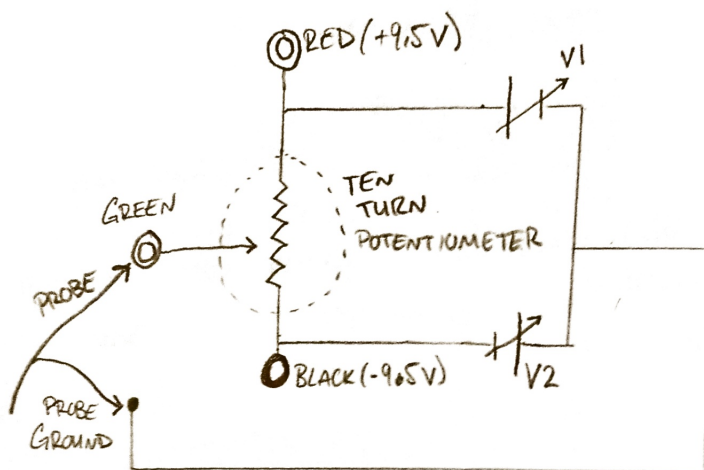 RED (+9.5V)
V1
TEN
TURN
POTENTIOMETER
GREEN
PROBE
BLACK (-9.5V)
V2
PROBE
GROUND